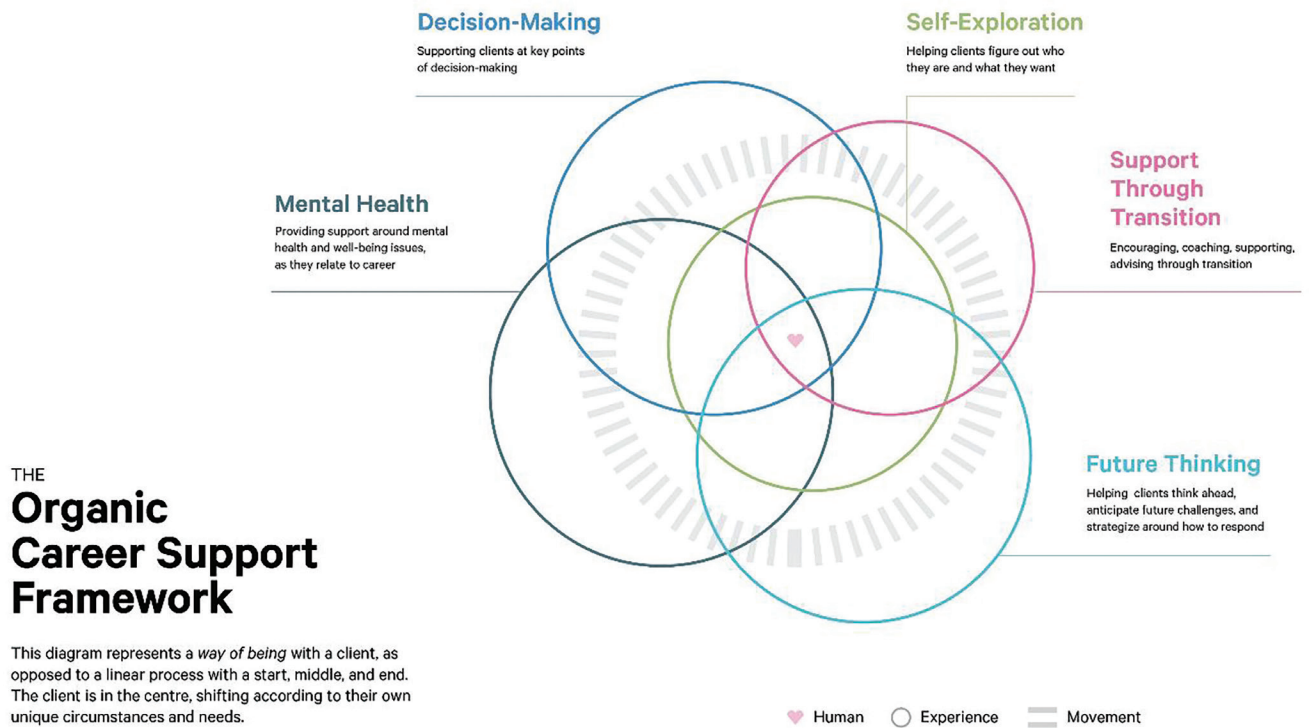 Decision-Making
Supporting clients at key points
of decision-making
Self-Exploration
Helping clients figure out who
they are and what they want
Support
Through
Transition
Encouraging, coaching, supporting,
advising through transition
Mental Health
Providing support around mental
health and well-being issues,
as they relate to career
Future Thinking
Helping clients think ahead,
anticipate future challenges, and
strategize around how to respond
THE
Organic
Career Support
Framework
This diagram represents a way of being with a client, as
opposed to a linear process with a start, middle, and end.
The client is in the centre, shifting according to their own
unique circumstances and needs.
Human Experience Movement